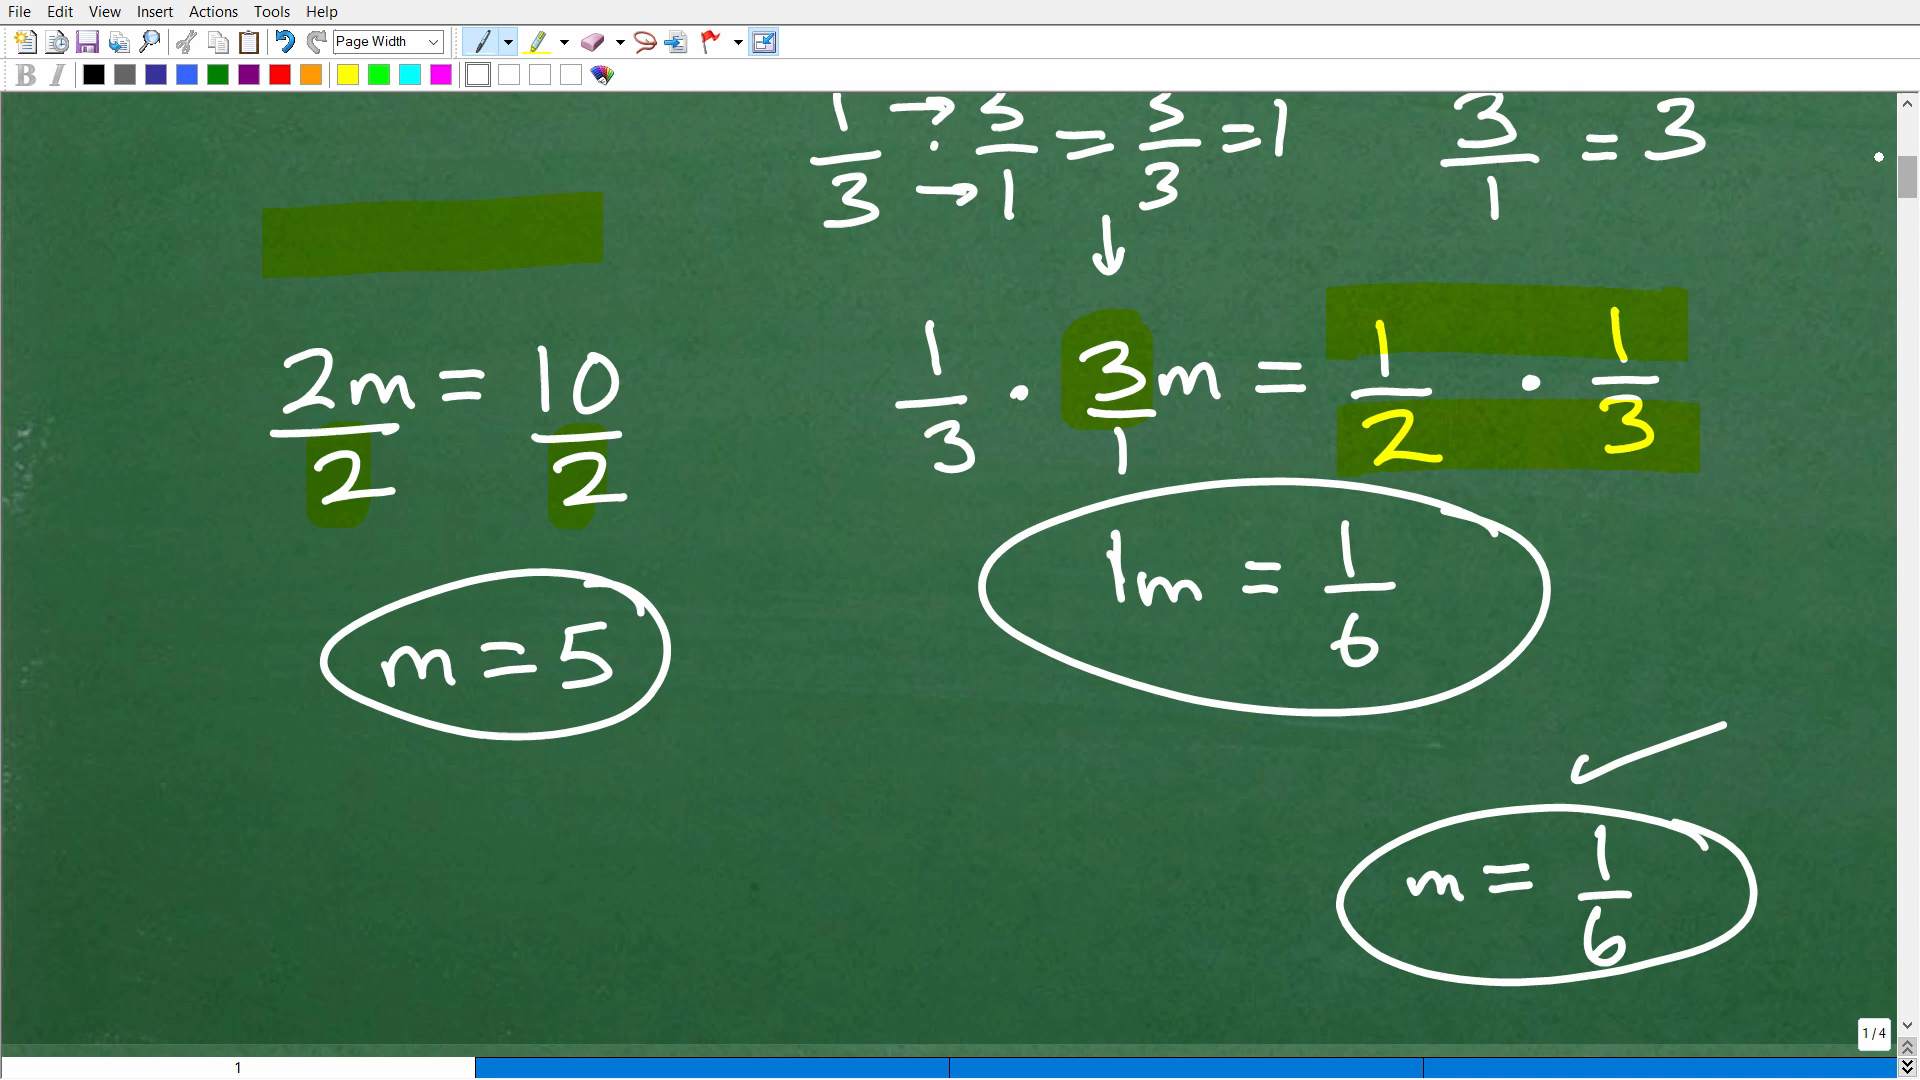 File Edit View Insert Actions Tools Help
Page Width
B I
1/3 → ÷ → 3/1 = 3/3 = 1
3/1 = 3
2m/2 = 10/2
1/3 · 3/1 m = 1/2 · 1/3
m = 5
1m = 1/6
m = 1/6
1 / 4
1